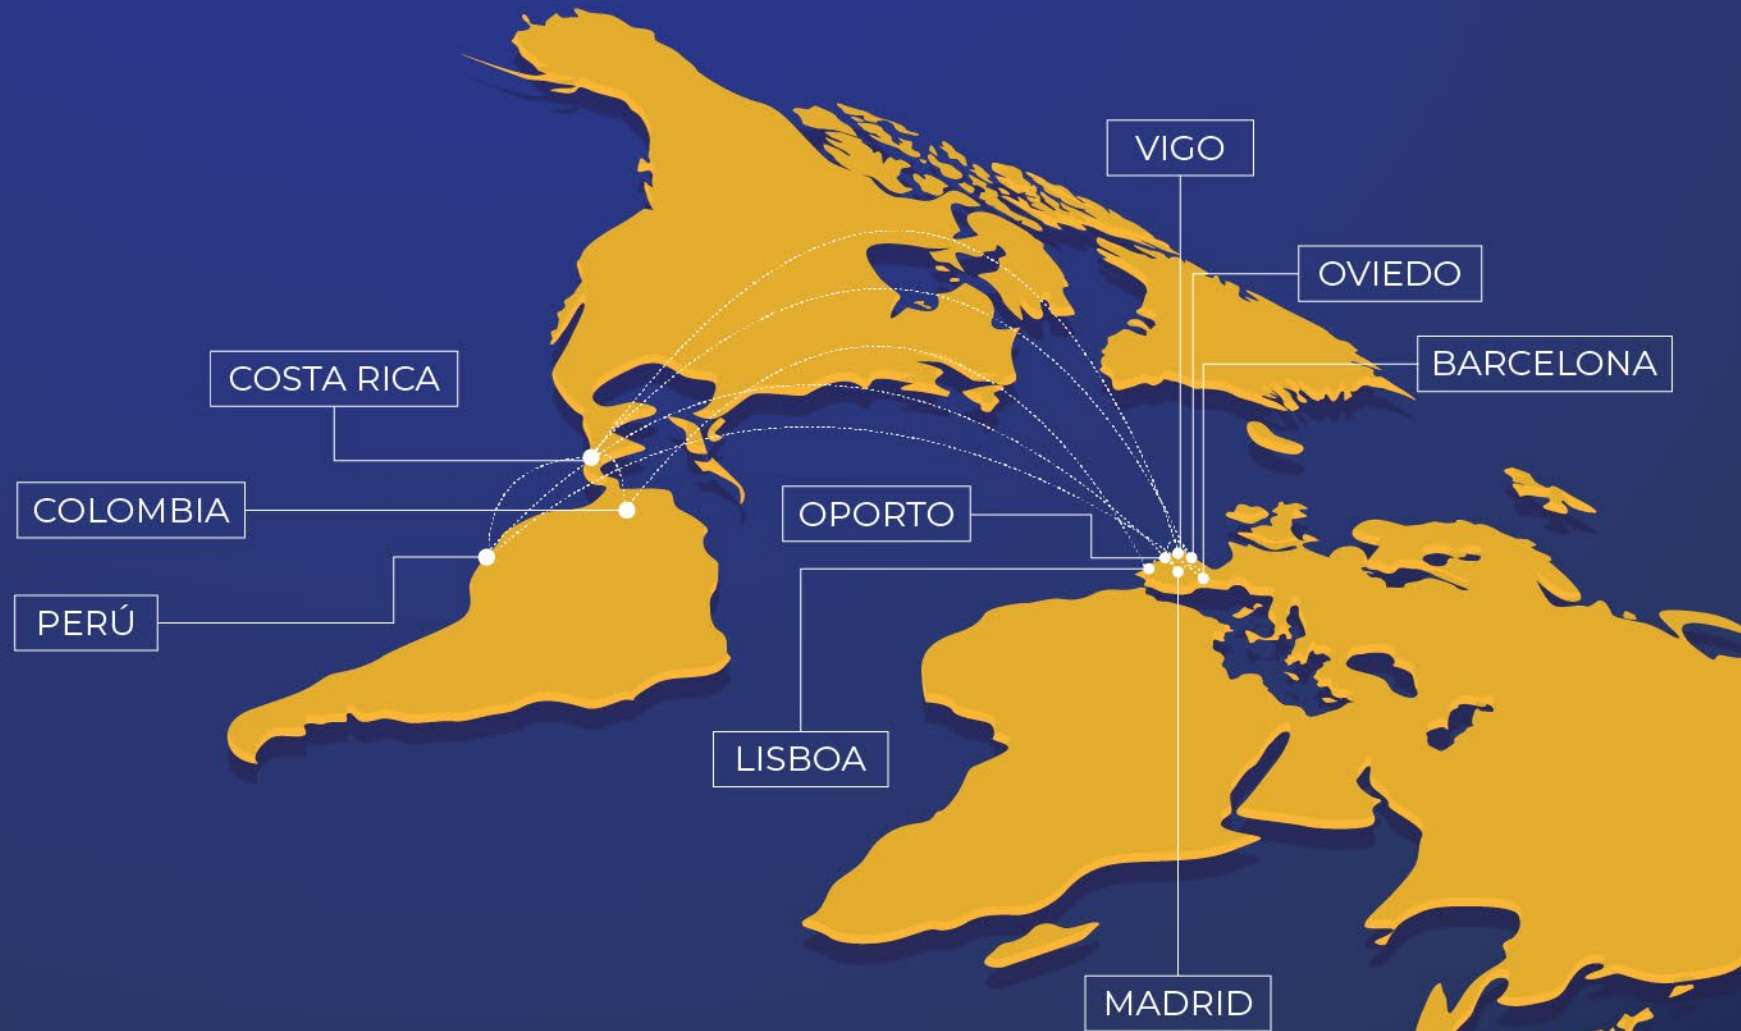 VIGO
OVIEDO
BARCELONA
COSTA RICA
COLOMBIA
OPORTO
PERÚ
LISBOA
MADRID